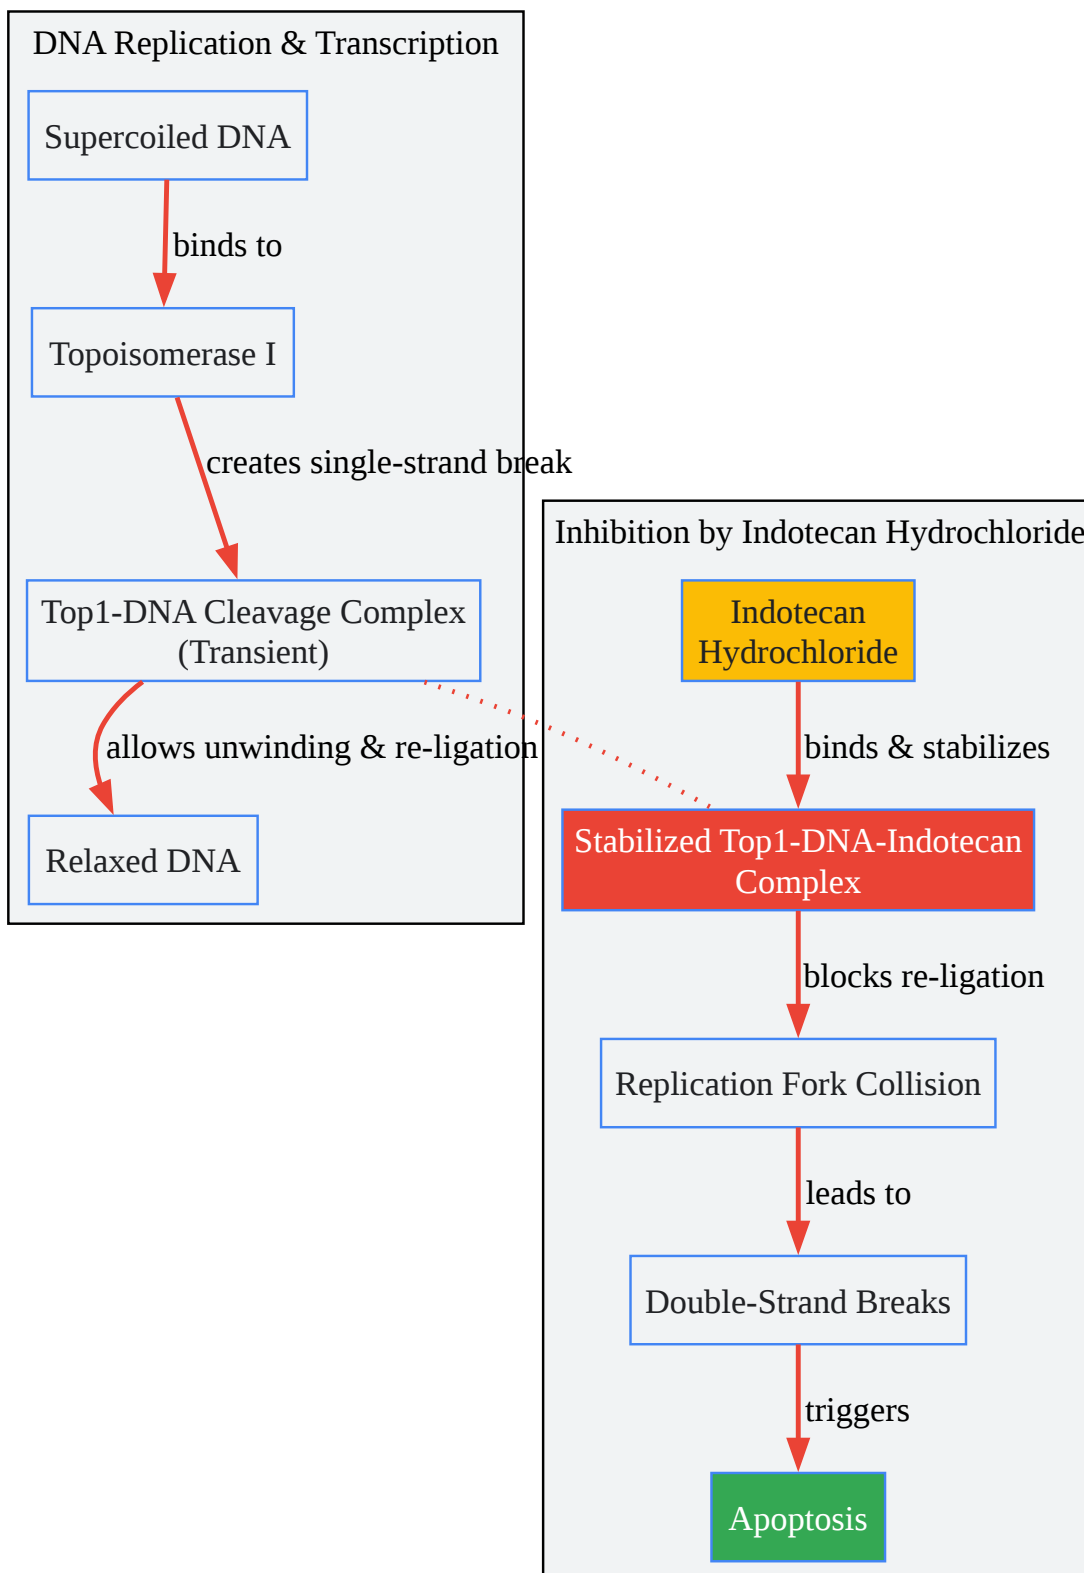 DNA Replication & Transcription
Supercoiled DNA
binds to
Topoisomerase I
creates single-strand break
Top1-DNA Cleavage Complex
(Transient)
allows unwinding & re-ligation
Relaxed DNA
Inhibition by Indotecan Hydrochloride
Indotecan
Hydrochloride
binds & stabilizes
Stabilized Top1-DNA-Indotecan
Complex
blocks re-ligation
Replication Fork Collision
leads to
Double-Strand Breaks
triggers
Apoptosis